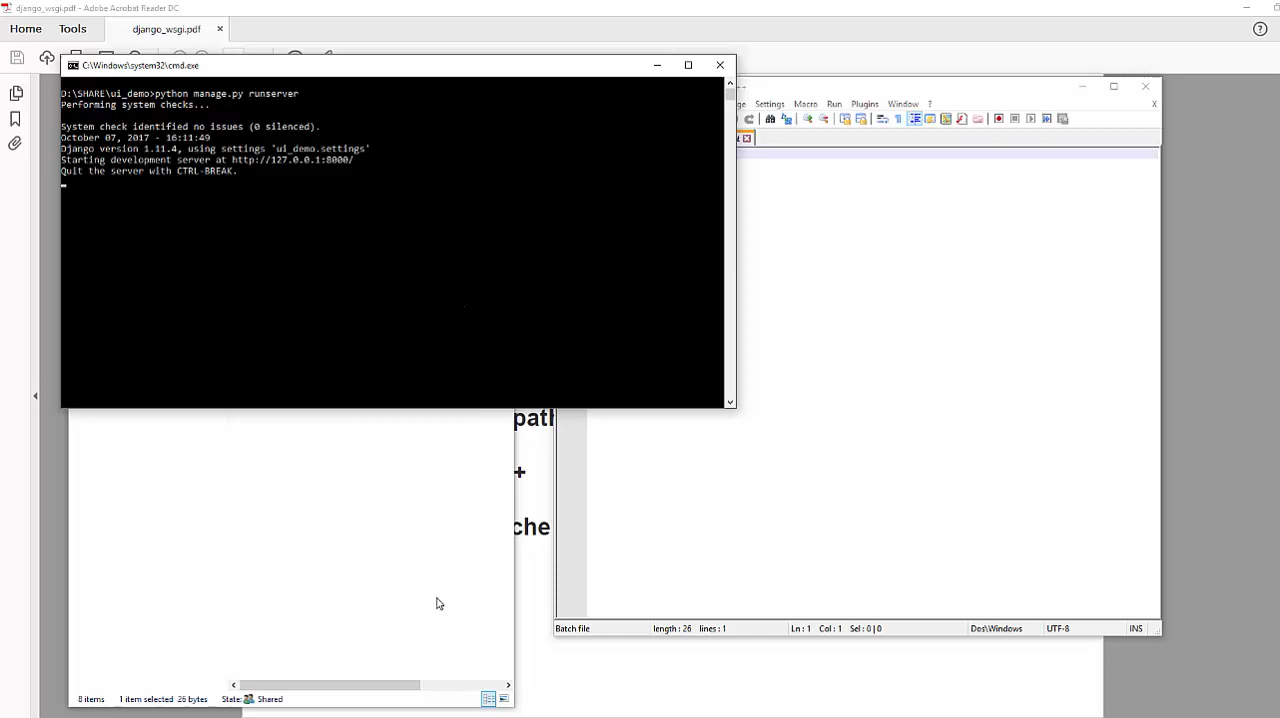 django_wsgi.pdf - Adobe Acrobat Reader DC
Home Tools django_wsgi.pdf ×
C:\Windows\system32\cmd.exe
D:\SHARE\ui_demo>python manage.py runserver
Performing system checks...
System check identified no issues (0 silenced).
October 07, 2017 - 16:11:49
Django version 1.11.4, using settings 'ui_demo.settings'
Starting development server at http://127.0.0.1:8000/
Quit the server with CTRL-BREAK.
ge Settings Macro Run Plugins Window ? X
path
+
che
Batch file length : 26 lines : 1 Ln : 1 Col : 1 Sel : 0 | 0 Dos\Windows UTF-8 INS
8 items 1 item selected 26 bytes State: Shared